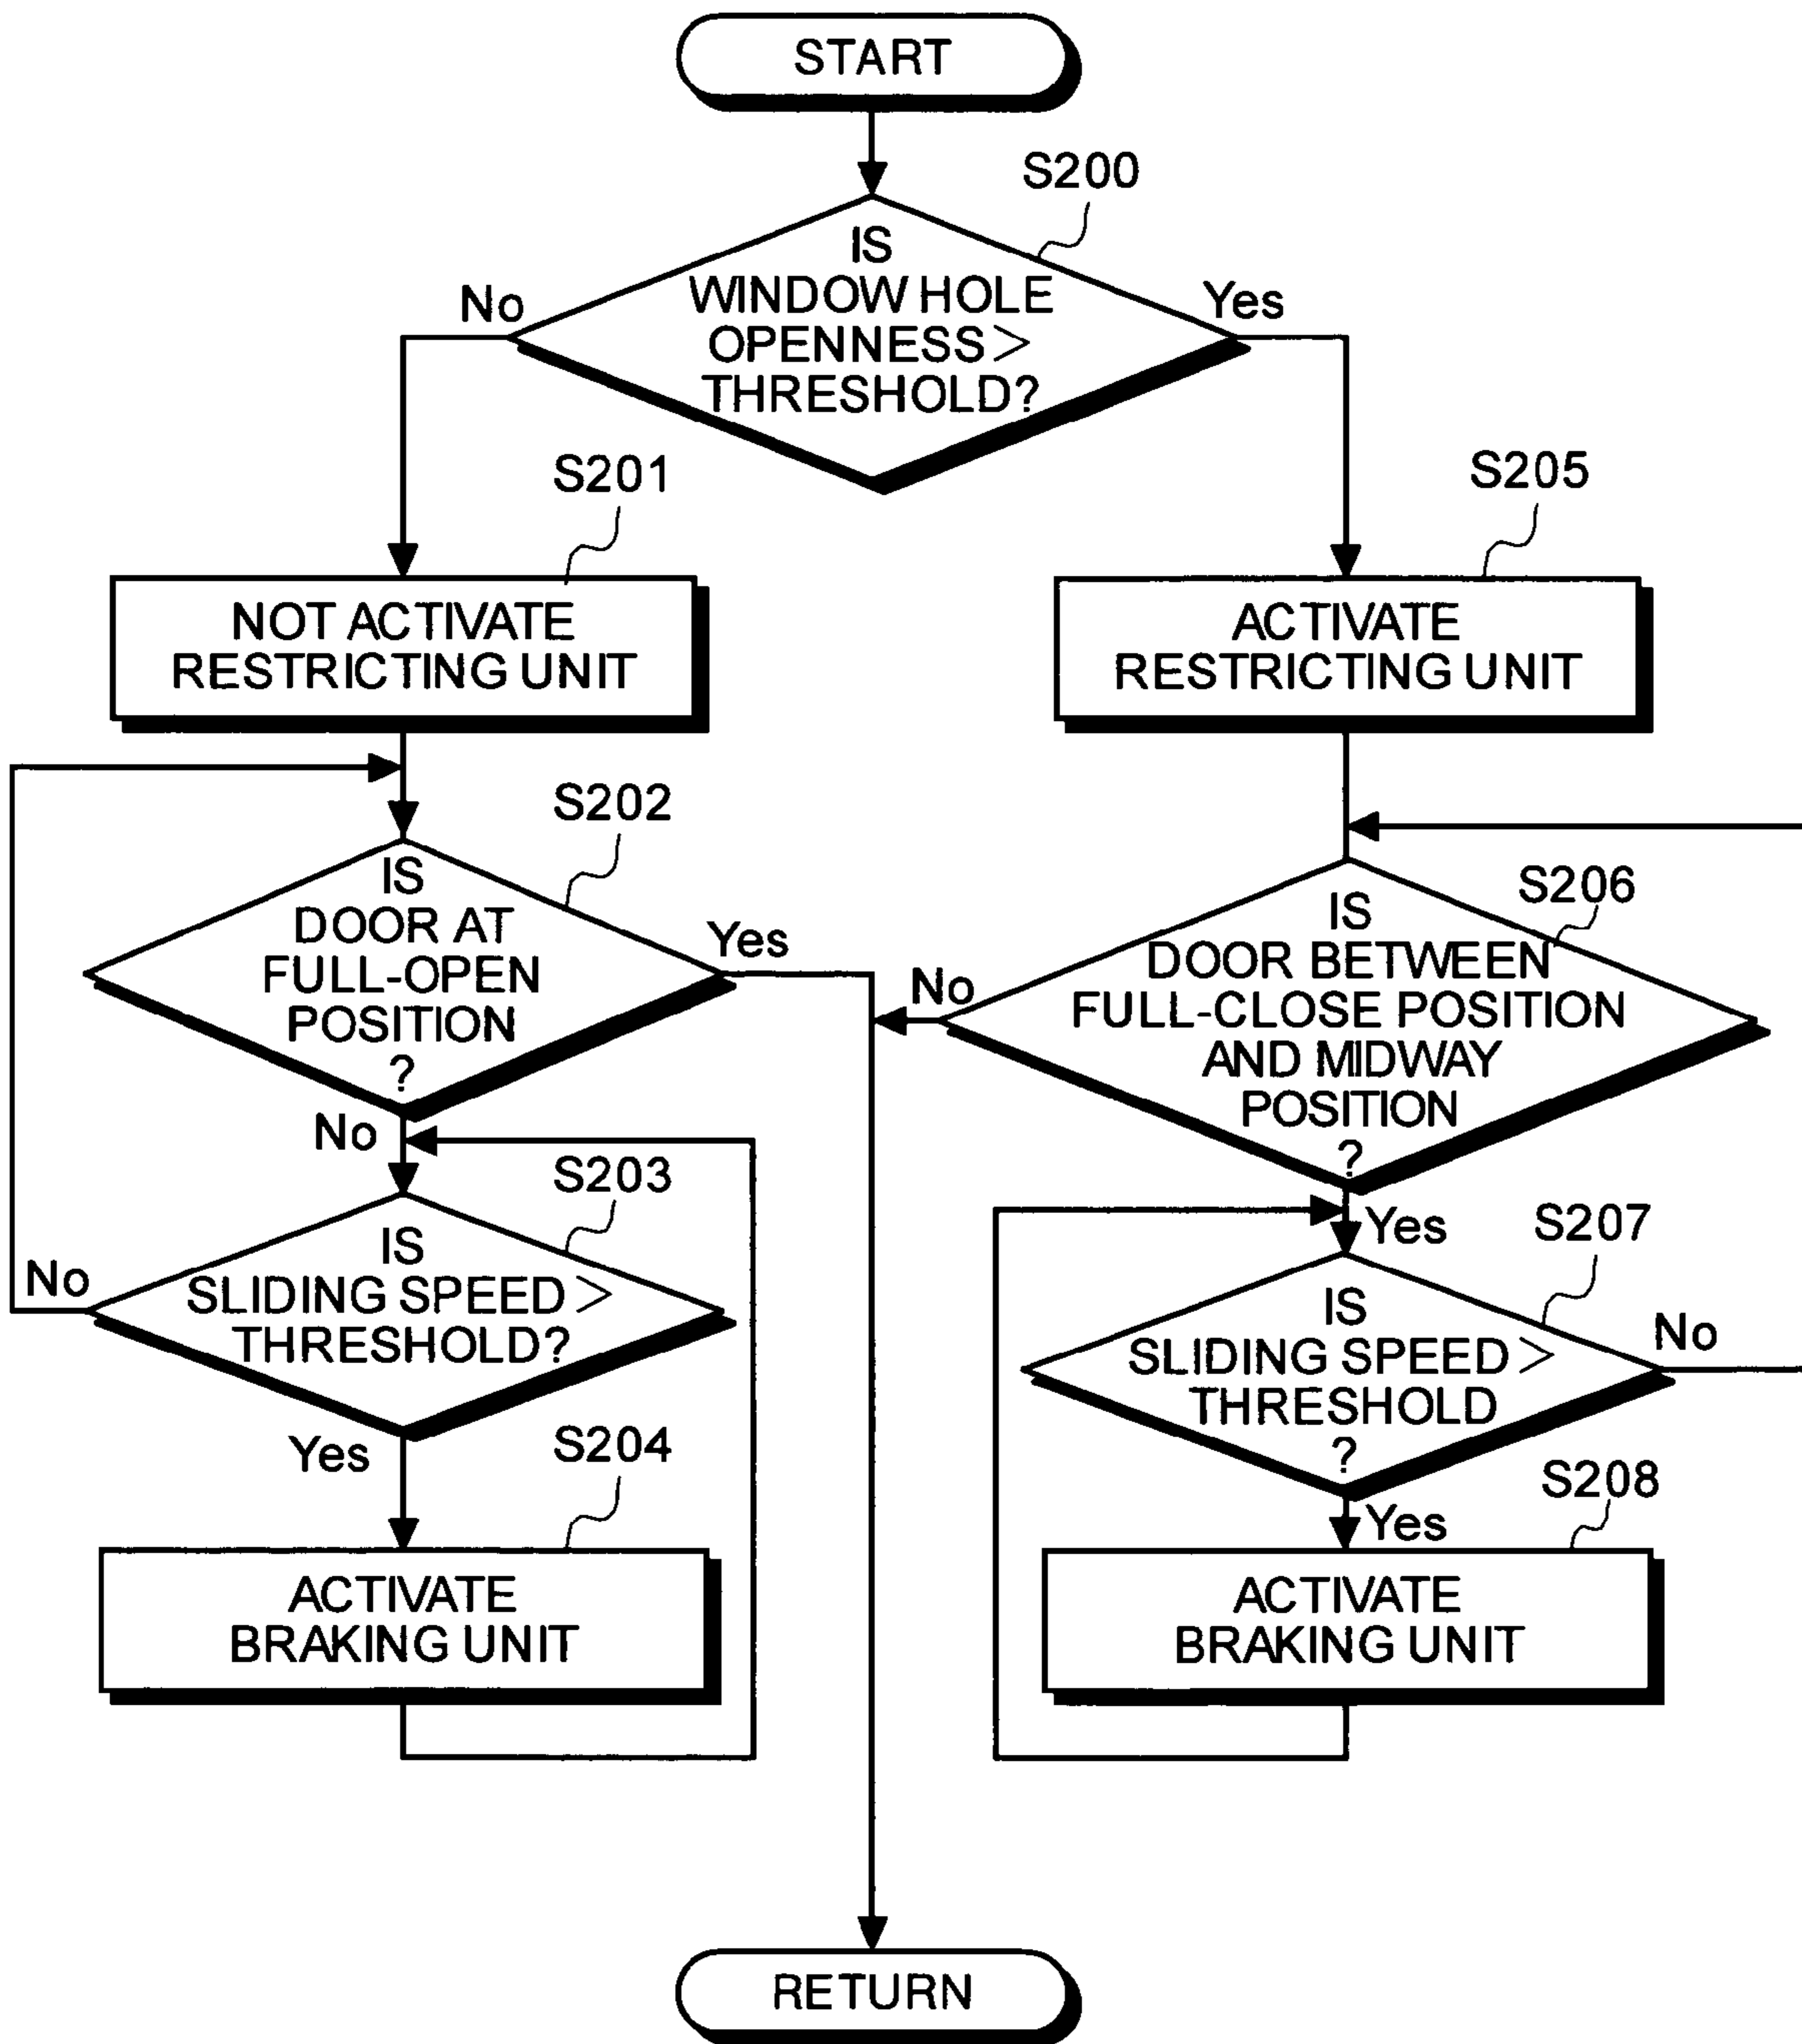 START
S200
IS
WINDOW HOLE
OPENNESS >
THRESHOLD?
No
Yes
S201
NOT ACTIVATE
RESTRICTING UNIT
S205
ACTIVATE
RESTRICTING UNIT
S202
IS
DOOR AT
FULL-OPEN
POSITION
?
Yes
No
S206
IS
DOOR BETWEEN
FULL-CLOSE POSITION
AND MIDWAY
POSITION
?
No
Yes
S203
IS
SLIDING SPEED >
THRESHOLD?
No
Yes
S207
IS
SLIDING SPEED >
THRESHOLD
?
No
Yes
S204
ACTIVATE
BRAKING UNIT
S208
ACTIVATE
BRAKING UNIT
RETURN